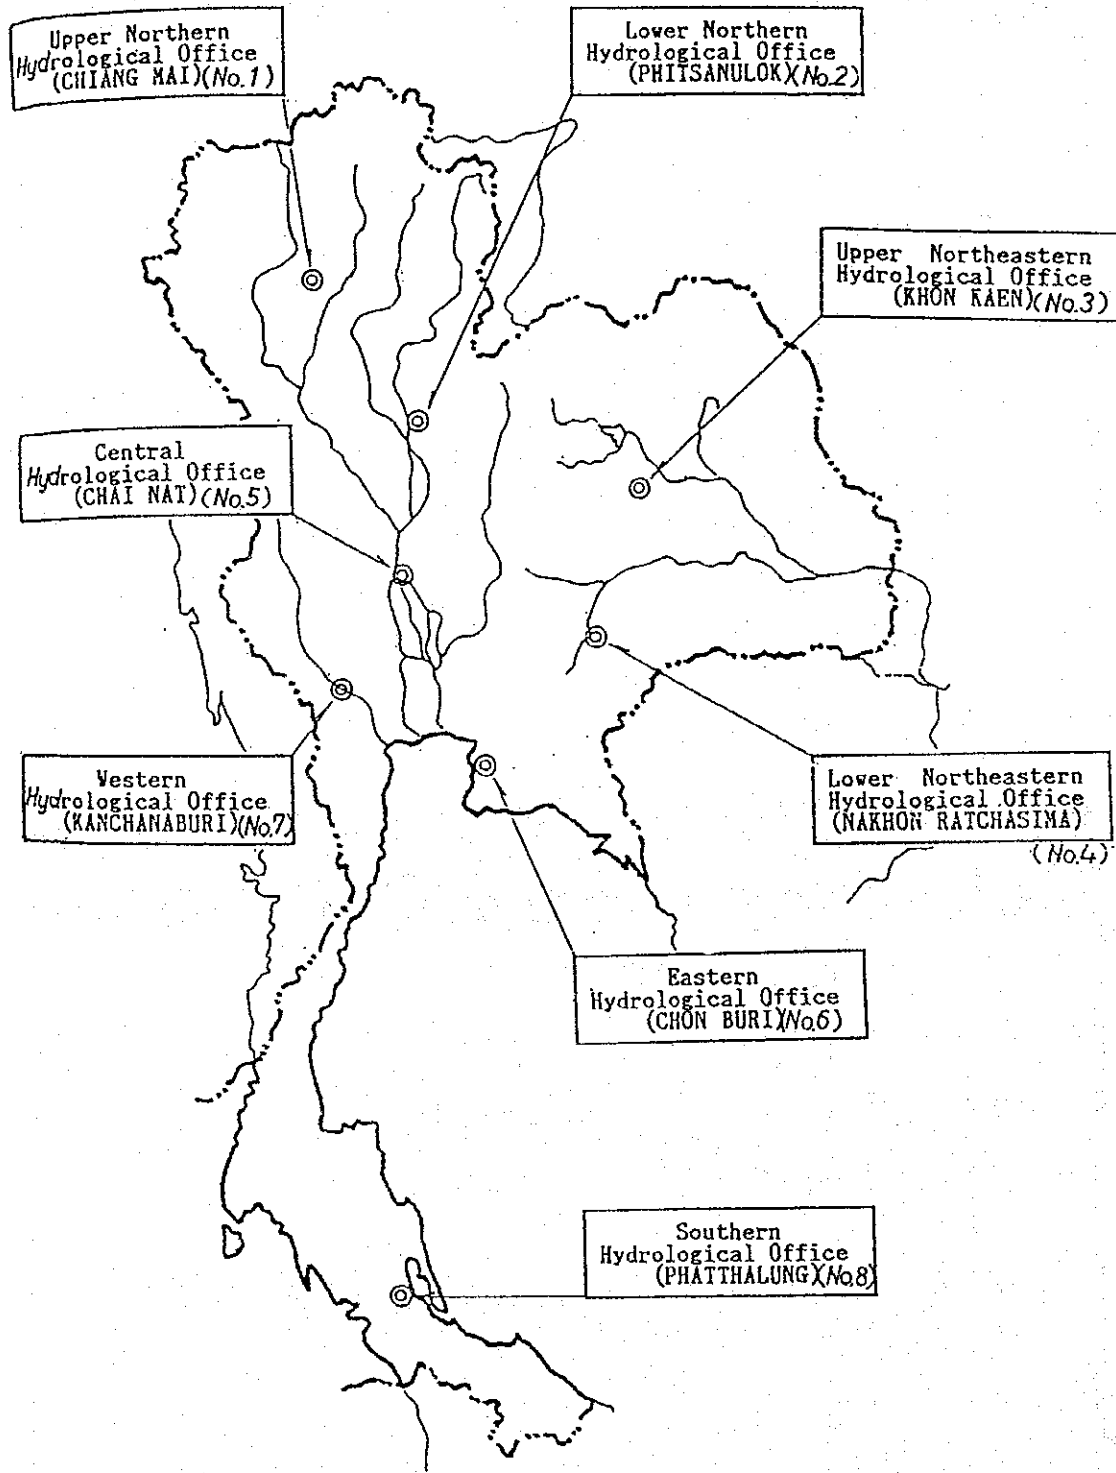 Upper Northern
Hydrological Office
(CHIANG MAI)(No.1)
Lower Northern
Hydrological Office
(PHITSANULOK)(No.2)
Upper Northeastern
Hydrological Office
(KHON KAEN)(No.3)
Central
Hydrological Office
(CHAI NAT)(No.5)
Western
Hydrological Office
(KANCHANABURI)(No.7)
Lower Northeastern
Hydrological Office
(NAKHON RATCHASIMA)
(No.4)
Eastern
Hydrological Office
(CHON BURI)(No.6)
Southern
Hydrological Office
(PHATTHALUNG)(No.8)